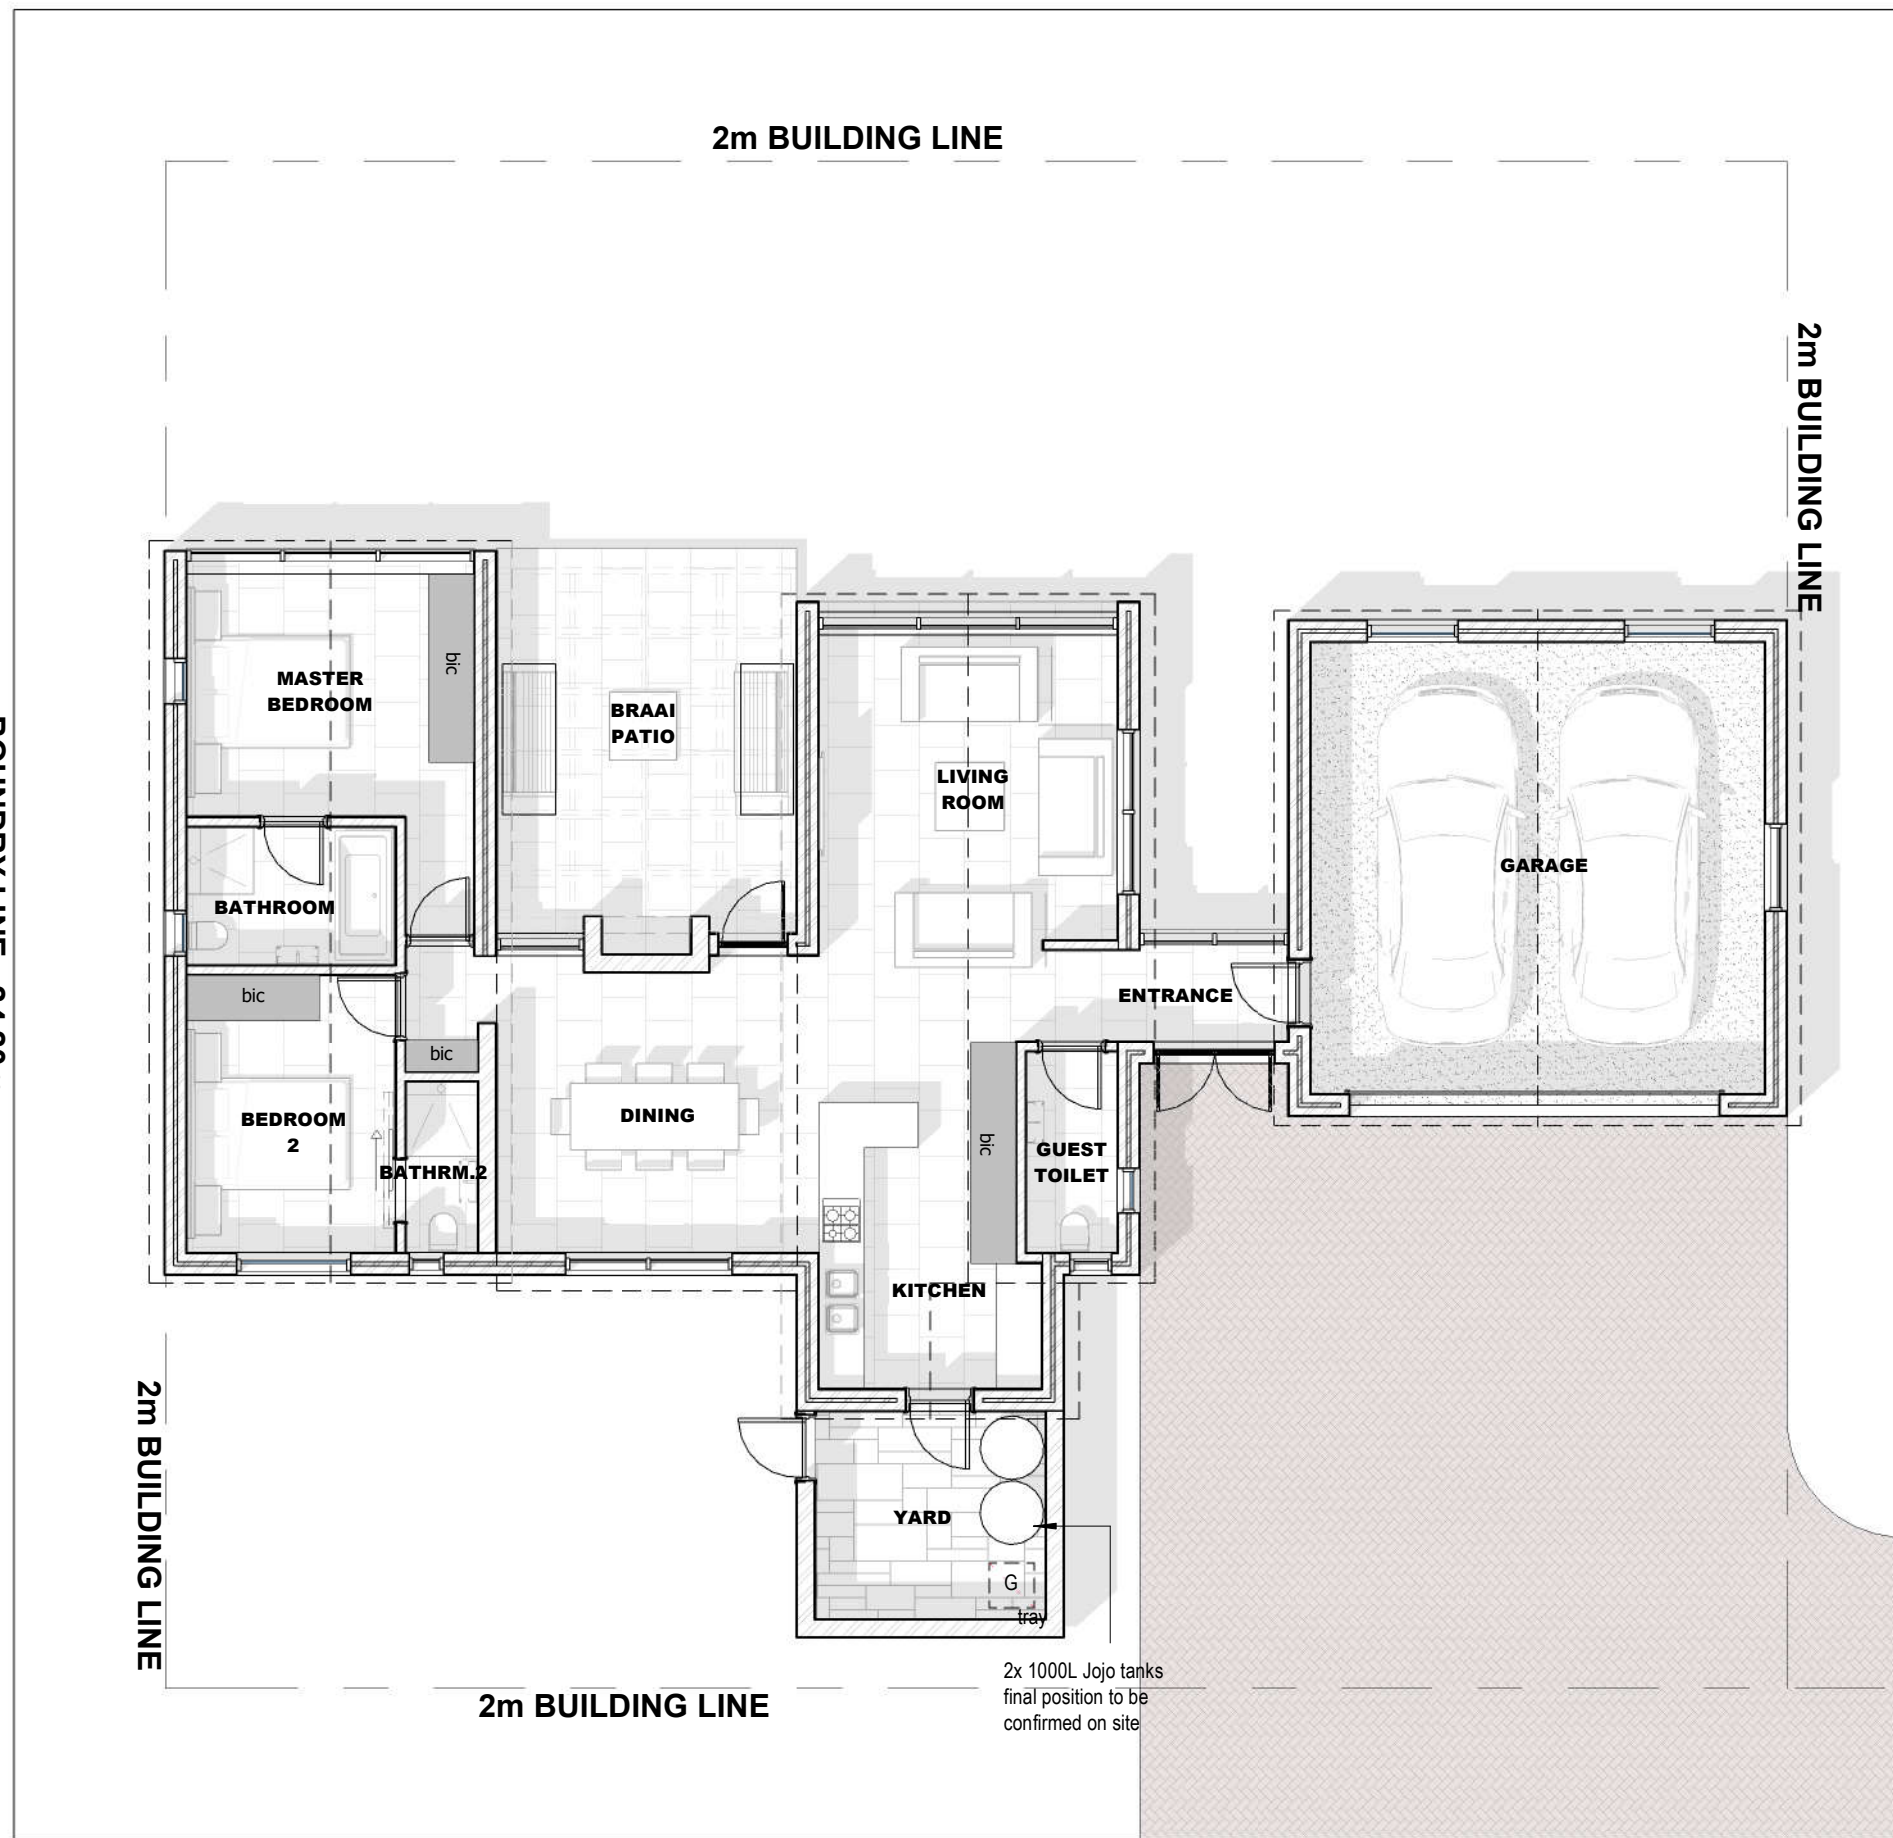 2m BUILDING LINE
2m BUILDING LINE
MASTER
BEDROOM
bic
BRAAI
PATIO
LIVING
ROOM
GARAGE
BATHROOM
bic
ENTRANCE
bic
BEDROOM
2
DINING
bic
GUEST
TOILET
BATHRM.2
KITCHEN
2m BUILDING LINE
YARD
G
tray
2x 1000L Jojo tanks
final position to be
confirmed on site
2m BUILDING LINE